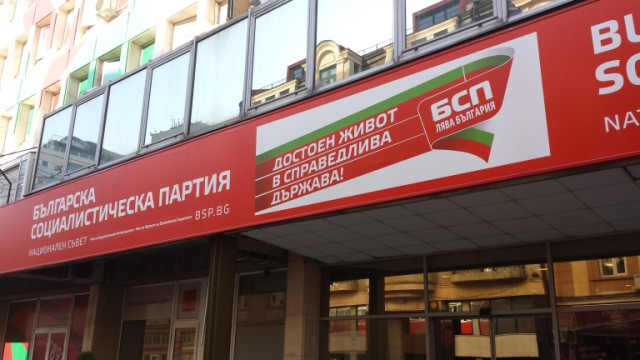 БЪЛГАРСКА
СОЦИАЛИСТИЧЕСКА ПАРТИЯ
НАЦИОНАЛЕН СЪВЕТ
BSP.BG
ДОСТОЕН ЖИВОТ
В СПРАВЕДЛИВА
ДЪРЖАВА!
БСП
ЛЯВА БЪЛГАРИЯ
BU
SO
NAT